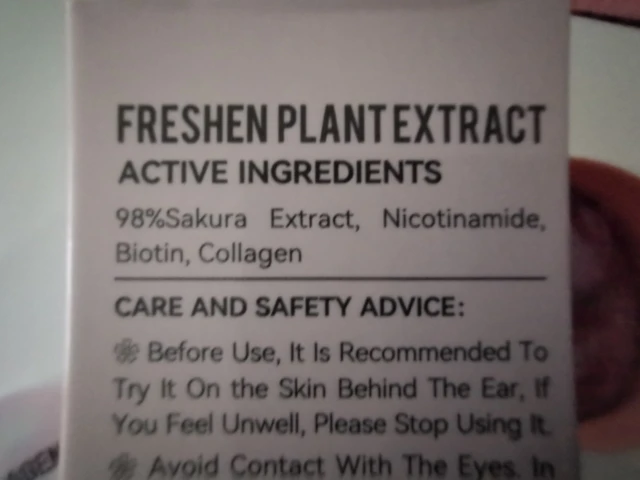 FRESHEN PLANT EXTRACT
ACTIVE INGREDIENTS
98%Sakura Extract, Nicotinamide,
Biotin, Collagen
CARE AND SAFETY ADVICE:
Before Use, It Is Recommended To
Try It On the Skin Behind The Ear, If
You Feel Unwell, Please Stop Using It.
Avoid Contact With The Eyes. In